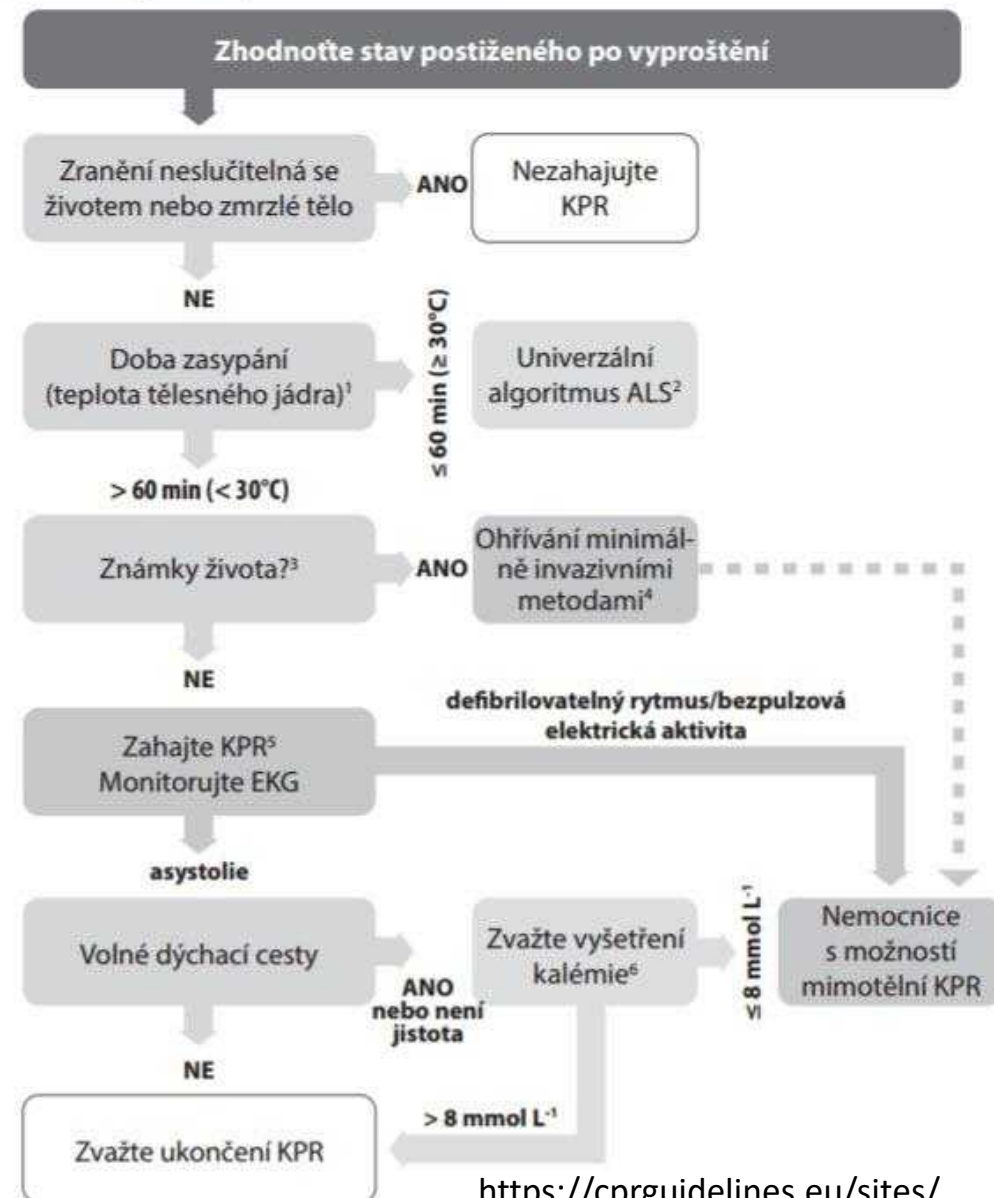 Zhodnoťte stav postiženého po vyproštění
Zranění neslučitelná se
životem nebo zmrzlé tělo
ANO
Nezahajujte
KPR
NE
Doba zasypání
(teplota tělesného jádra)¹
≤ 60 min (≥ 30°C)
Univerzální
algoritmus ALS²
> 60 min (< 30°C)
Známky života?³
ANO
Ohřívání minimál-
ně invazivními
metodami⁴
NE
defibrilovatelný rytmus/bezpulzová
elektrická aktivita
Zahajte KPR⁵
Monitorujte EKG
asystolie
Volné dýchací cesty
ANO
nebo není
jistota
Zvažte vyšetření
kalémie⁶
≤ 8 mmol L⁻¹
Nemocnice
s možností
mimotělní KPR
NE
> 8 mmol L⁻¹
Zvažte ukončení KPR
https://cprguidelines.eu/sites/